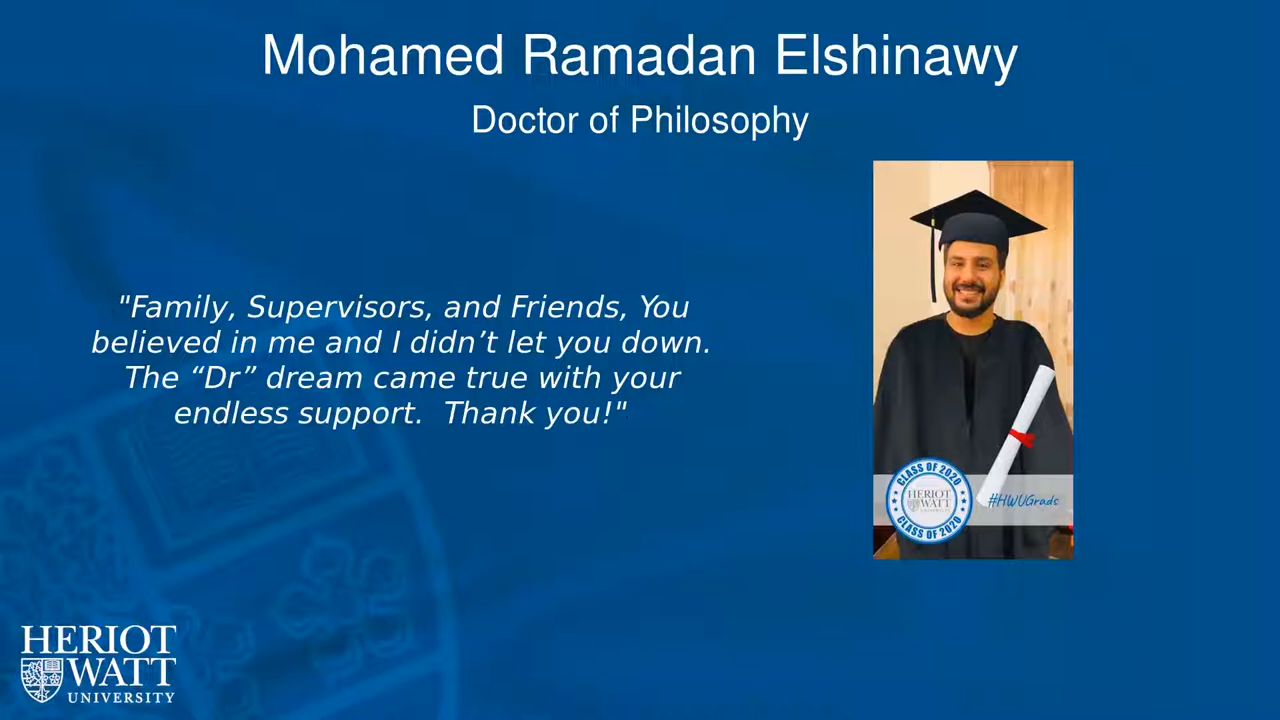 Mohamed Ramadan Elshinawy
Doctor of Philosophy
"Family, Supervisors, and Friends, You
believed in me and I didn’t let you down.
The “Dr” dream came true with your
endless support.  Thank you!"
CLASS OF 2020
HERIOT
WATT
UNIVERSITY
CLASS OF 2020
#HWUGrads
HERIOT
WATT
UNIVERSITY